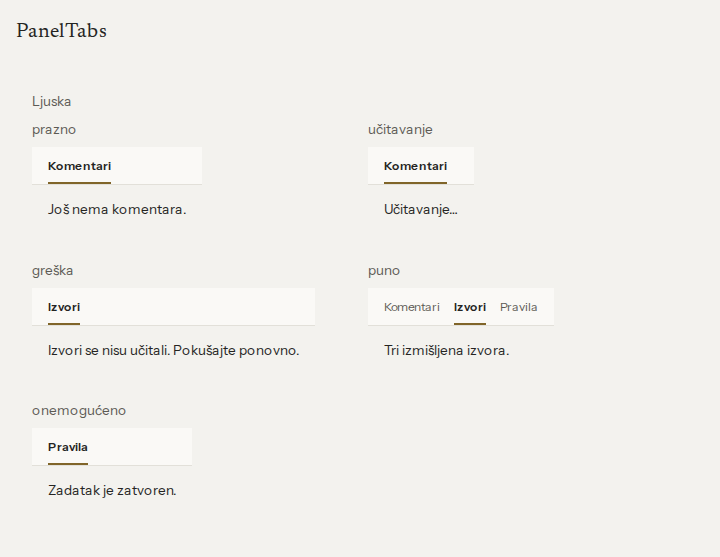 PanelTabs
Ljuska
prazno
Komentari
Još nema komentara.
učitavanje
Komentari
Učitavanje…
greška
Izvori
Izvori se nisu učitali. Pokušajte ponovno.
puno
Komentari Izvori Pravila
Tri izmišljena izvora.
onemogućeno
Pravila
Zadatak je zatvoren.